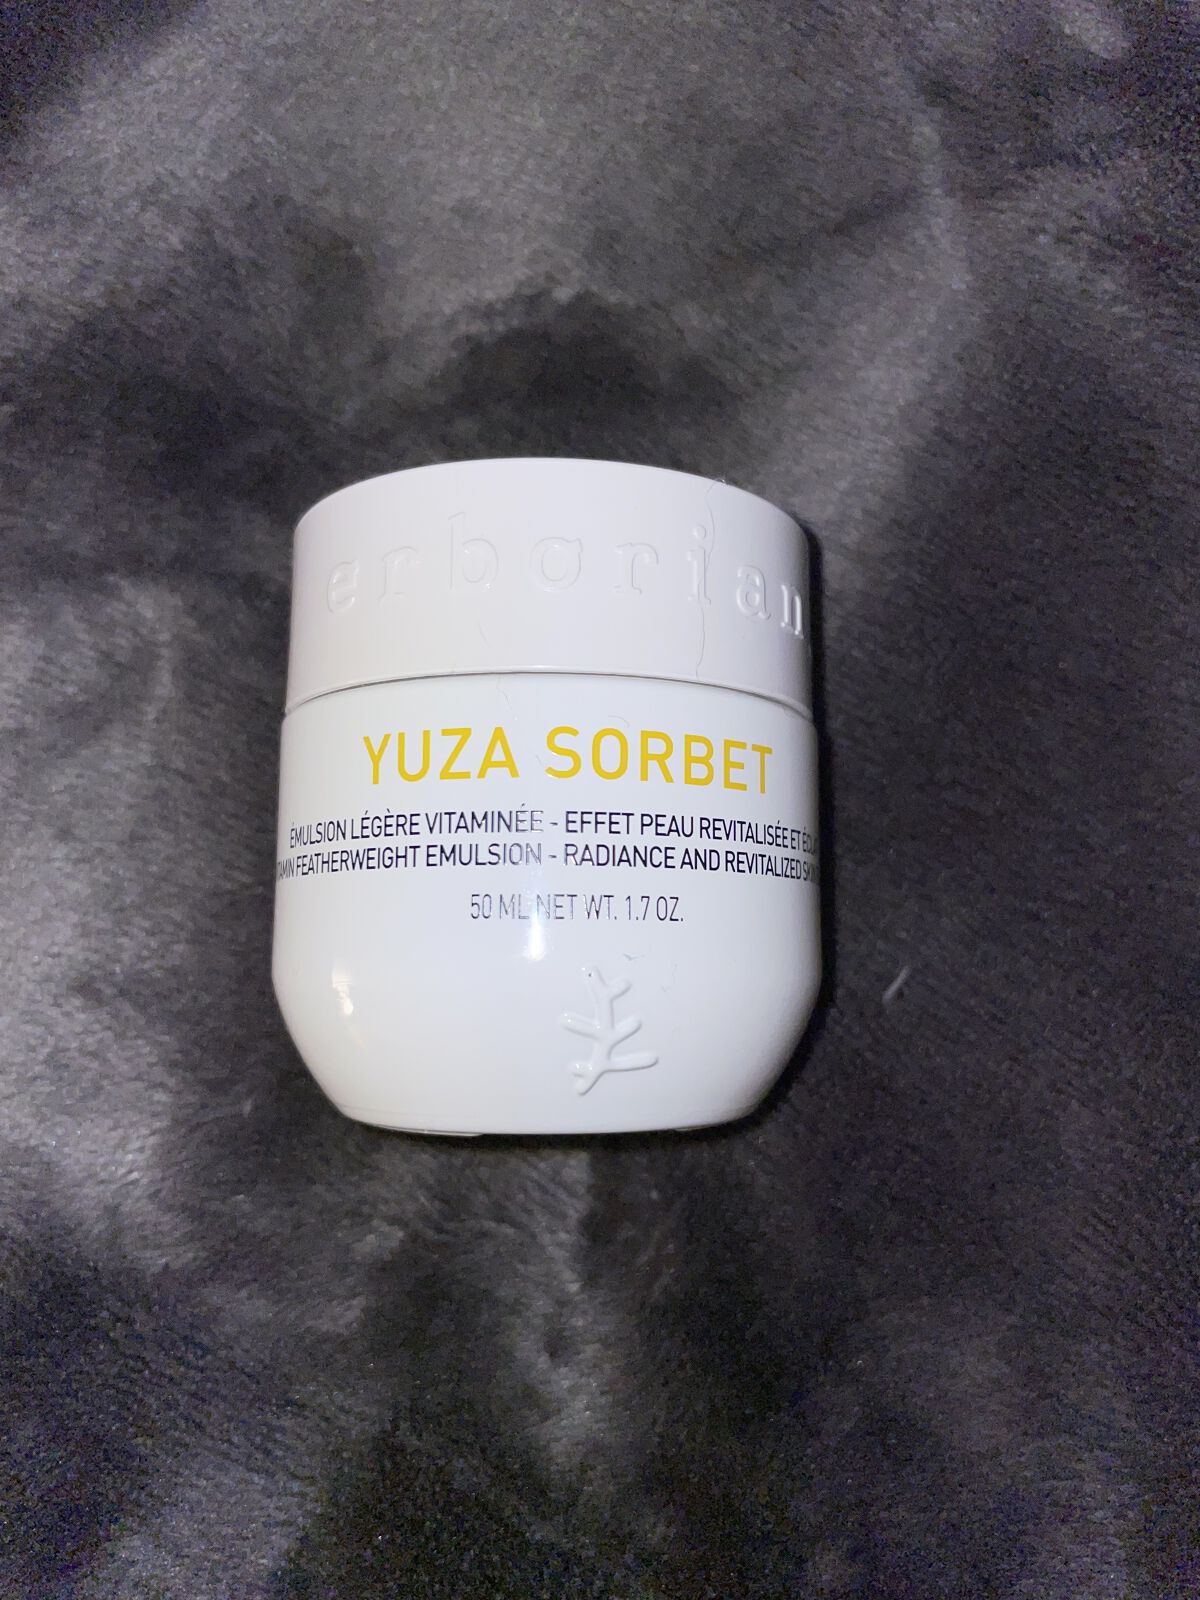 erborian
YUZA SORBET
ÉMULSION LÉGÈRE VITAMINÉE - EFFET PEAU REVITALISÉE ET
FEATHERWEIGHT EMULSION - RADIANCE AND REVITALIZED
50 ML NET WT. 1.7 OZ.